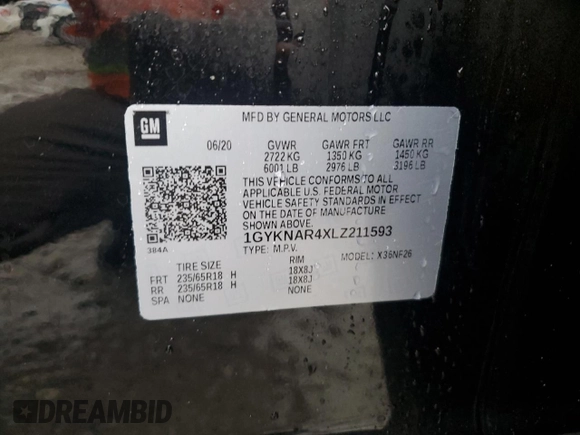 MFD BY GENERAL MOTORS LLC
GM
06/20 GVWR GAWR FRT GAWR RR
2722 KG 1350 KG 1450 KG
6001 LB 2976 LB 3196 LB
THIS VEHICLE CONFORMS TO ALL
APPLICABLE U.S. FEDERAL MOTOR
VEHICLE SAFETY STANDARDS IN EFFECT
ON THE DATE OF MANUFACTURE
SHOWN ABOVE.
1GYKNAR4XLZ211593
384A TYPE: M.P.V. MODEL: X36NF26
TIRE SIZE RIM
FRT 235/65R18 H 18X8J
RR 235/65R18 H 18X8J
SPA NONE NONE
DREAMBID